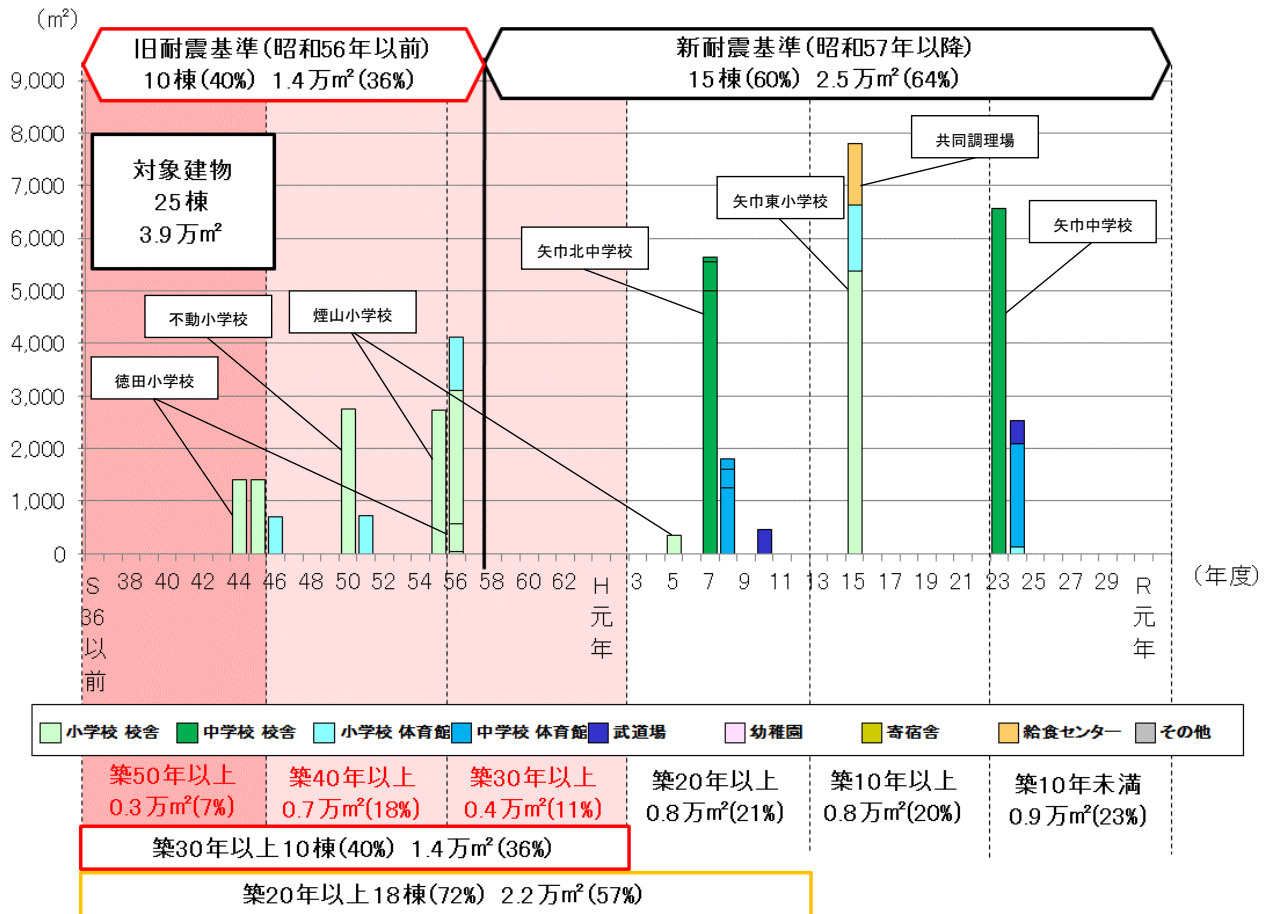 (㎡)
旧耐震基準(昭和56年以前)
10棟(40%) 1.4万㎡(36%)
新耐震基準(昭和57年以降)
15棟(60%) 2.5万㎡(64%)
9,000
8,000
7,000
6,000
5,000
4,000
3,000
2,000
1,000
0
対象建物
25棟
3.9万㎡
共同調理場
矢巾東小学校
矢巾北中学校
矢巾中学校
不動小学校
煙山小学校
徳田小学校
S36以前 38 40 42 44 46 48 50 52 54 56 58 60 62 H元年 3 5 7 9 11 13 15 17 19 21 23 25 27 29 R元年
(年度)
小学校 校舎 中学校 校舎 小学校 体育館 中学校 体育館 武道場 幼稚園 寄宿舎 給食センター その他
築50年以上
0.3万㎡(7%)
築40年以上
0.7万㎡(18%)
築30年以上
0.4万㎡(11%)
築20年以上
0.8万㎡(21%)
築10年以上
0.8万㎡(20%)
築10年未満
0.9万㎡(23%)
築30年以上10棟(40%) 1.4万㎡(36%)
築20年以上18棟(72%) 2.2万㎡(57%)